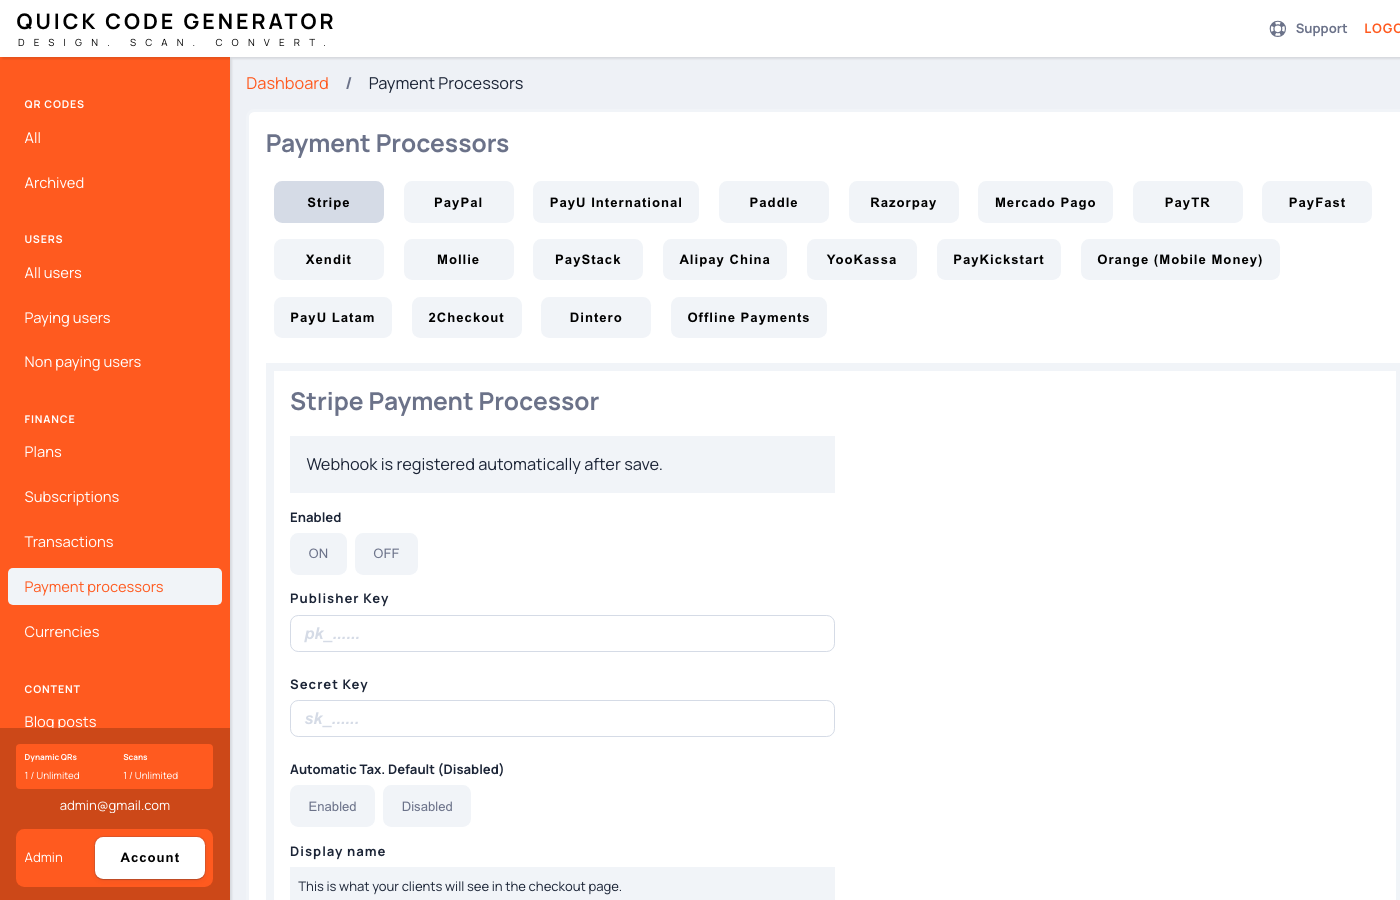 QUICK CODE GENERATOR
DESIGN. SCAN. CONVERT.
Support
LOGO
Dashboard / Payment Processors
QR CODES
All
Archived
USERS
All users
Paying users
Non paying users
FINANCE
Plans
Subscriptions
Transactions
Payment processors
Currencies
CONTENT
Blog posts
Dynamic QRs
Scans
1 / Unlimited
1 / Unlimited
admin@gmail.com
Admin
Account
Payment Processors
Stripe
PayPal
PayU International
Paddle
Razorpay
Mercado Pago
PayTR
PayFast
Xendit
Mollie
PayStack
Alipay China
YooKassa
PayKickstart
Orange (Mobile Money)
PayU Latam
2Checkout
Dintero
Offline Payments
Stripe Payment Processor
Webhook is registered automatically after save.
Enabled
ON
OFF
Publisher Key
pk_......
Secret Key
sk_......
Automatic Tax. Default (Disabled)
Enabled
Disabled
Display name
This is what your clients will see in the checkout page.